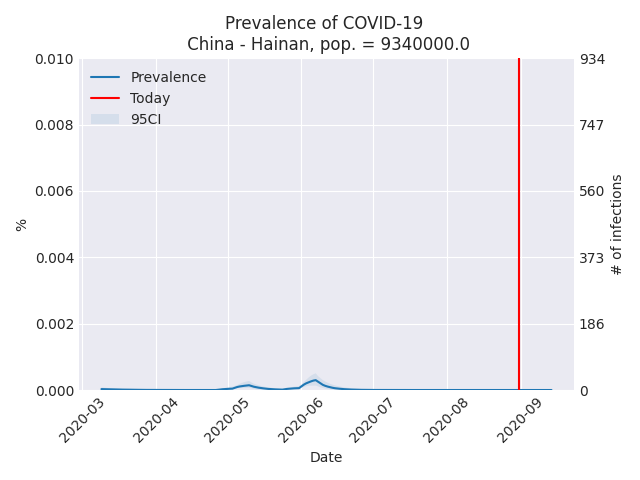 Prevalence of COVID-19
China - Hainan, pop. = 9340000.0
Prevalence
Today
95CI
0.010
0.008
0.006
0.004
0.002
0.000
%
934
747
560
373
186
0
# of infections
2020-03
2020-04
2020-05
2020-06
2020-07
2020-08
2020-09
Date